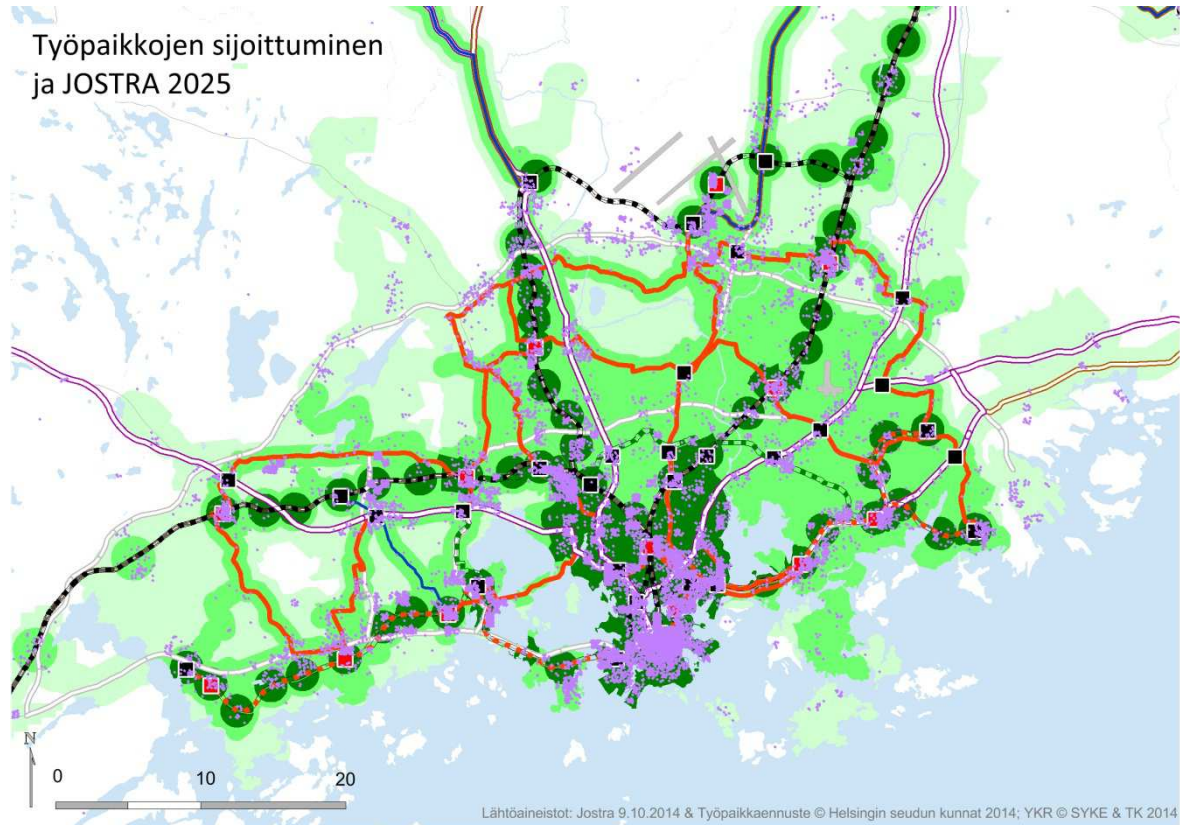 Työpaikkojen sijoittuminen
ja JOSTRA 2025
N
0 10 20
Lähtöaineistot: Jostra 9.10.2014 & Työpaikkaennuste © Helsingin seudun kunnat 2014; YKR © SYKE & TK 2014